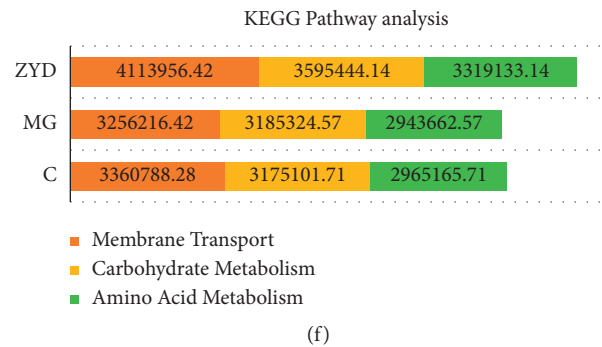 KEGG Pathway analysis
ZYD 4113956.42 3595444.14 3319133.14
MG 3256216.42 3185324.57 2943662.57
C 3360788.28 3175101.71 2965165.71
Membrane Transport
Carbohydrate Metabolism
Amino Acid Metabolism
(f)